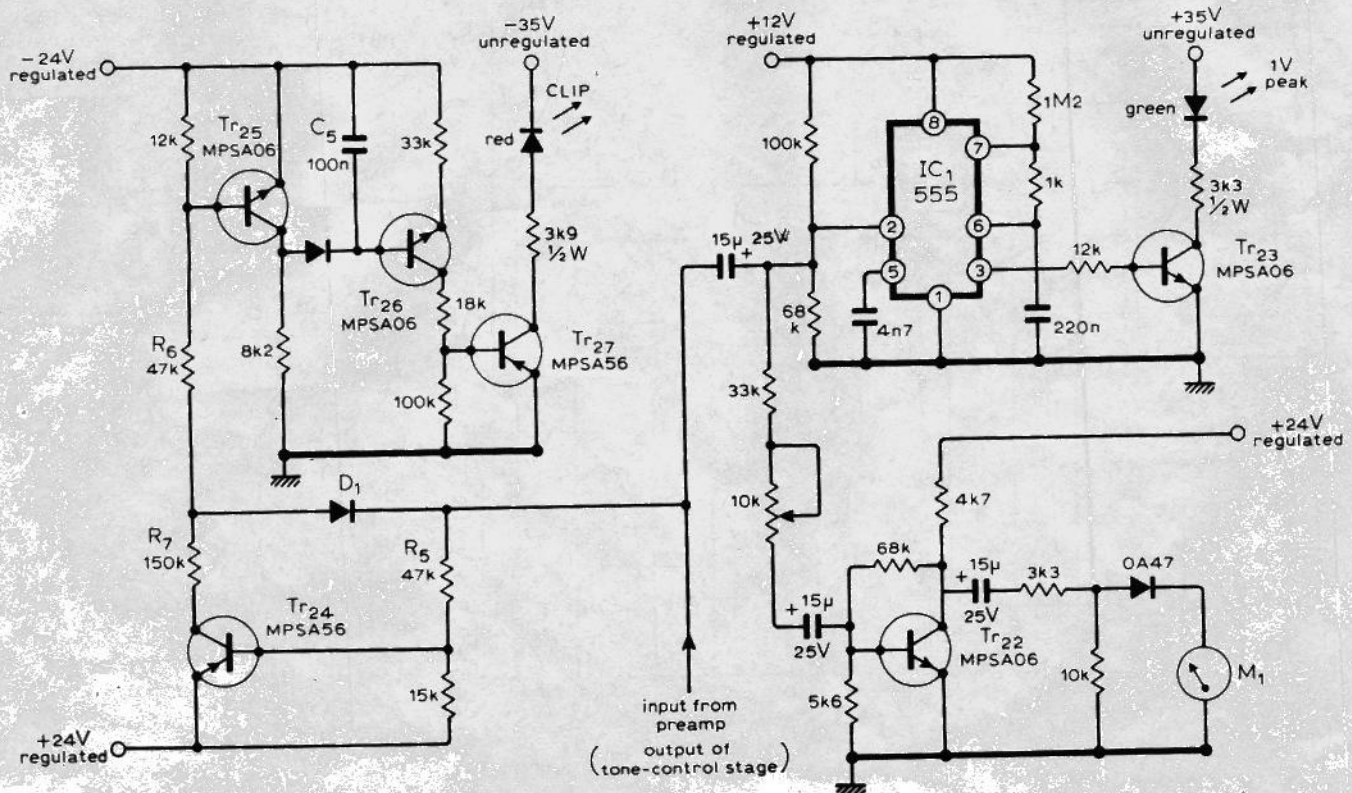 -24V
regulated
-35V
unregulated
+12V
regulated
+35V
unregulated
CLIP
red
1V
peak
green
12k
Tr25
MPSA06
C5
100n
33k
3k9
½W
Tr26
MPSA06
18k
Tr27
MPSA56
8k2
100k
R6
47k
D1
R7
150k
R5
47k
Tr24
MPSA56
15k
+24V
regulated
input from
preamp
(output of
tone-control stage)
100k
8
7
IC1
555
1M2
1k
2
6
5
3
1
15µ
+ 25V
68
k
4n7
220n
12k
3k3
½W
Tr23
MPSA06
33k
10k
+24V
regulated
4k7
68k
+ 15µ
25V
+ 15µ
25V
3k3
OA47
Tr22
MPSA06
5k6
10k
M1